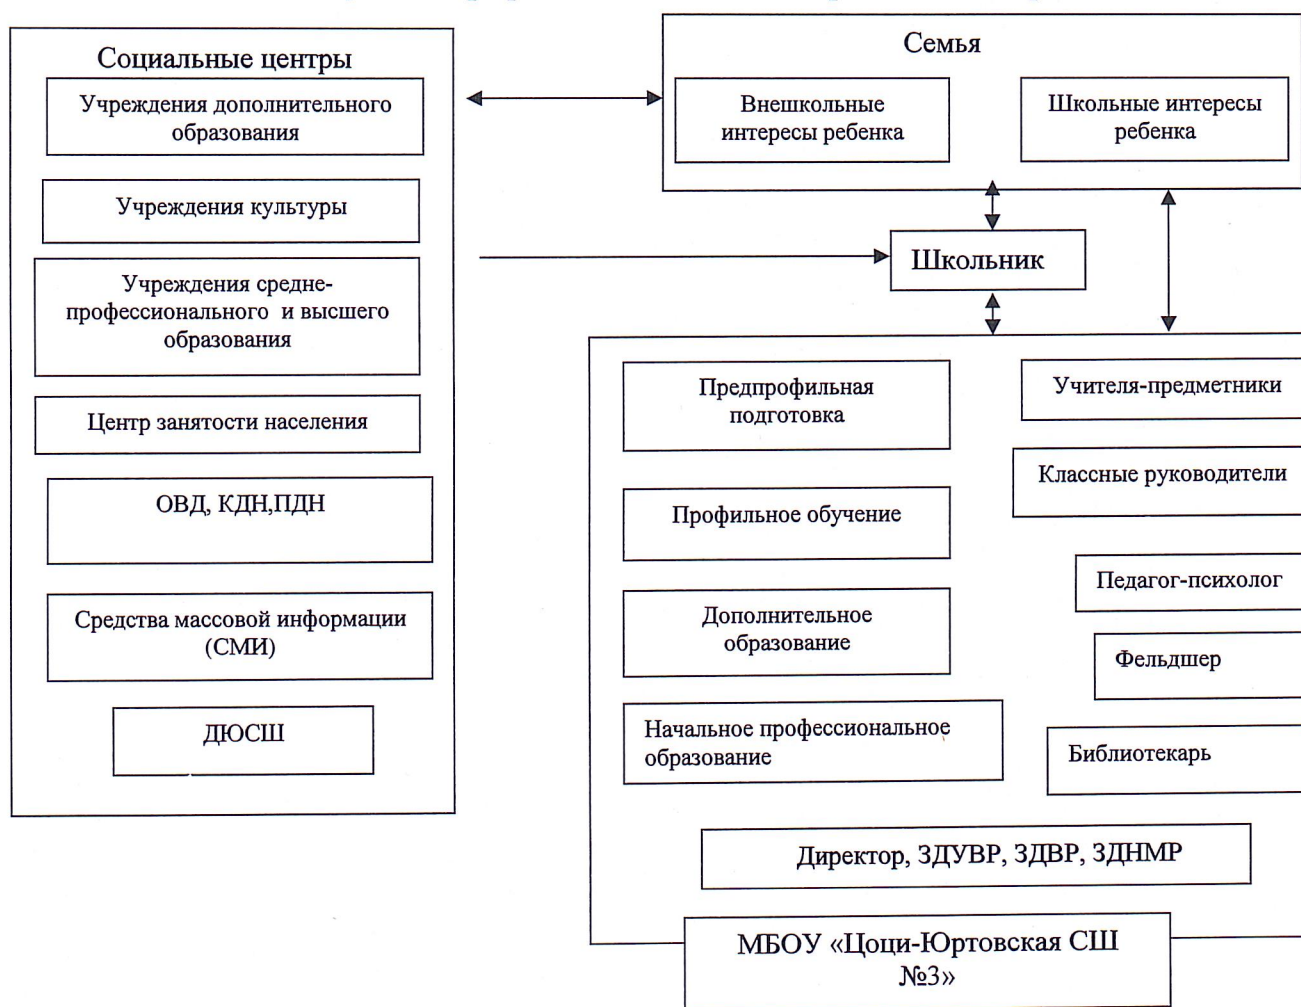 Социальные центры
Учреждения дополнительного
образования
Учреждения культуры
Учреждения средне-
профессионального и высшего
образования
Центр занятости населения
ОВД, КДН,ПДН
Средства массовой информации
(СМИ)
ДЮСШ
Семья
Внешкольные
интересы ребенка
Школьные интересы
ребенка
Школьник
Предпрофильная
подготовка
Профильное обучение
Дополнительное
образование
Начальное профессиональное
образование
Учителя-предметники
Классные руководители
Педагог-психолог
Фельдшер
Библиотекарь
Директор, ЗДУВР, ЗДВР, ЗДНМР
МБОУ «Цоци-Юртовская СШ
№3»